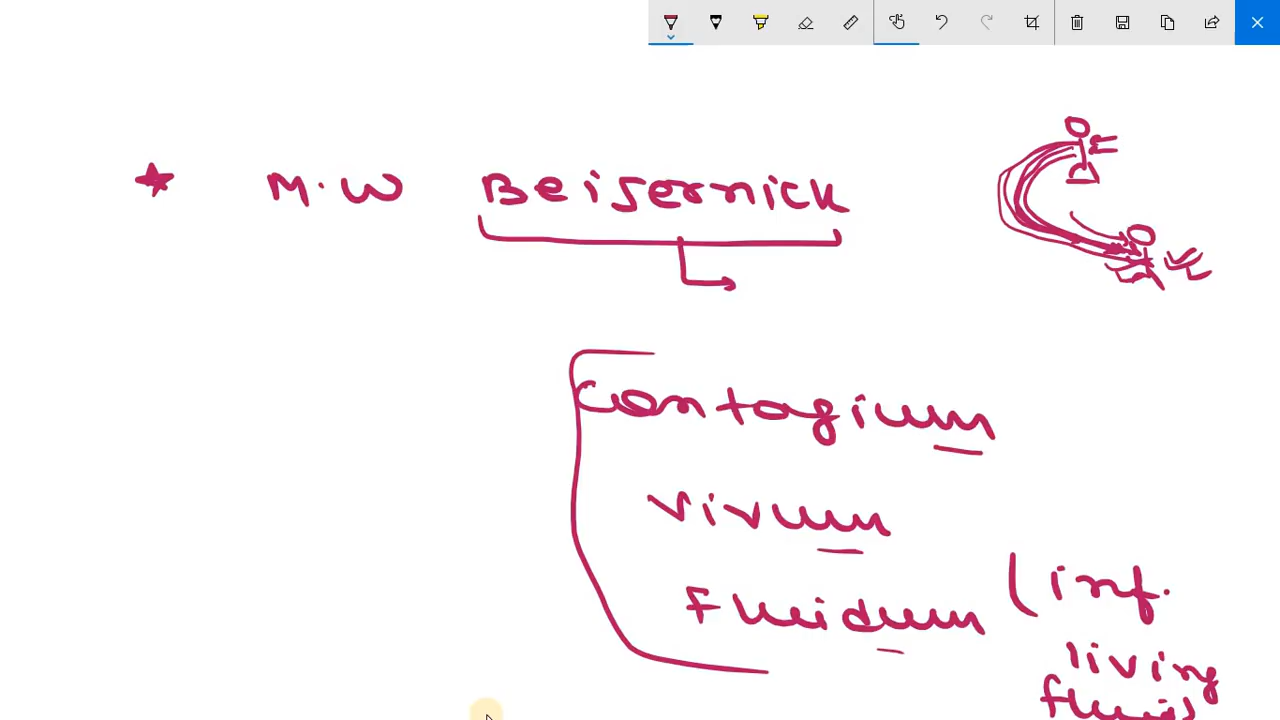 M.W Beijernick
Contagium
vivum
Fluidum (inf.
living
fluid